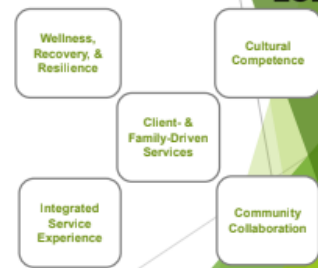 Wellness,
Recovery, &
Resilience
Cultural
Competence
Client- &
Family-Driven
Services
Integrated
Service
Experience
Community
Collaboration